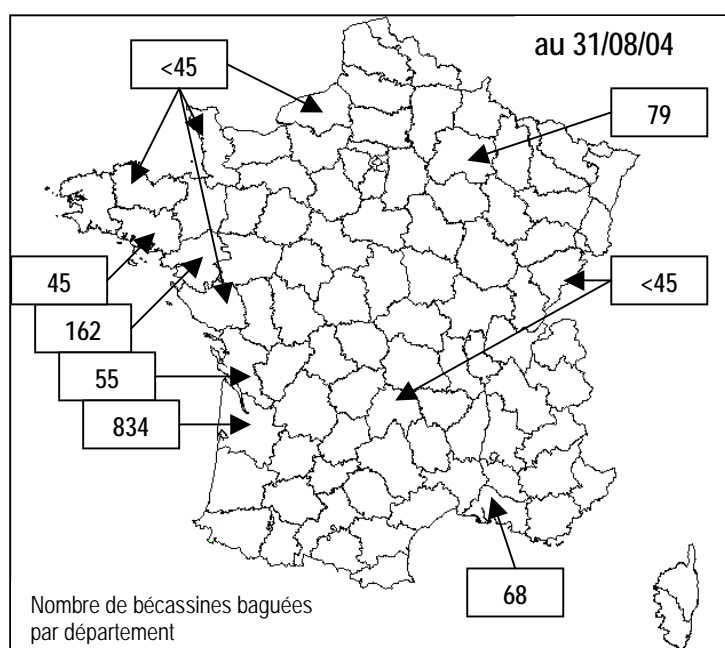 au 31/08/04
<45
79
45
<45
162
55
834
68
Nombre de bécassines baguées
par département